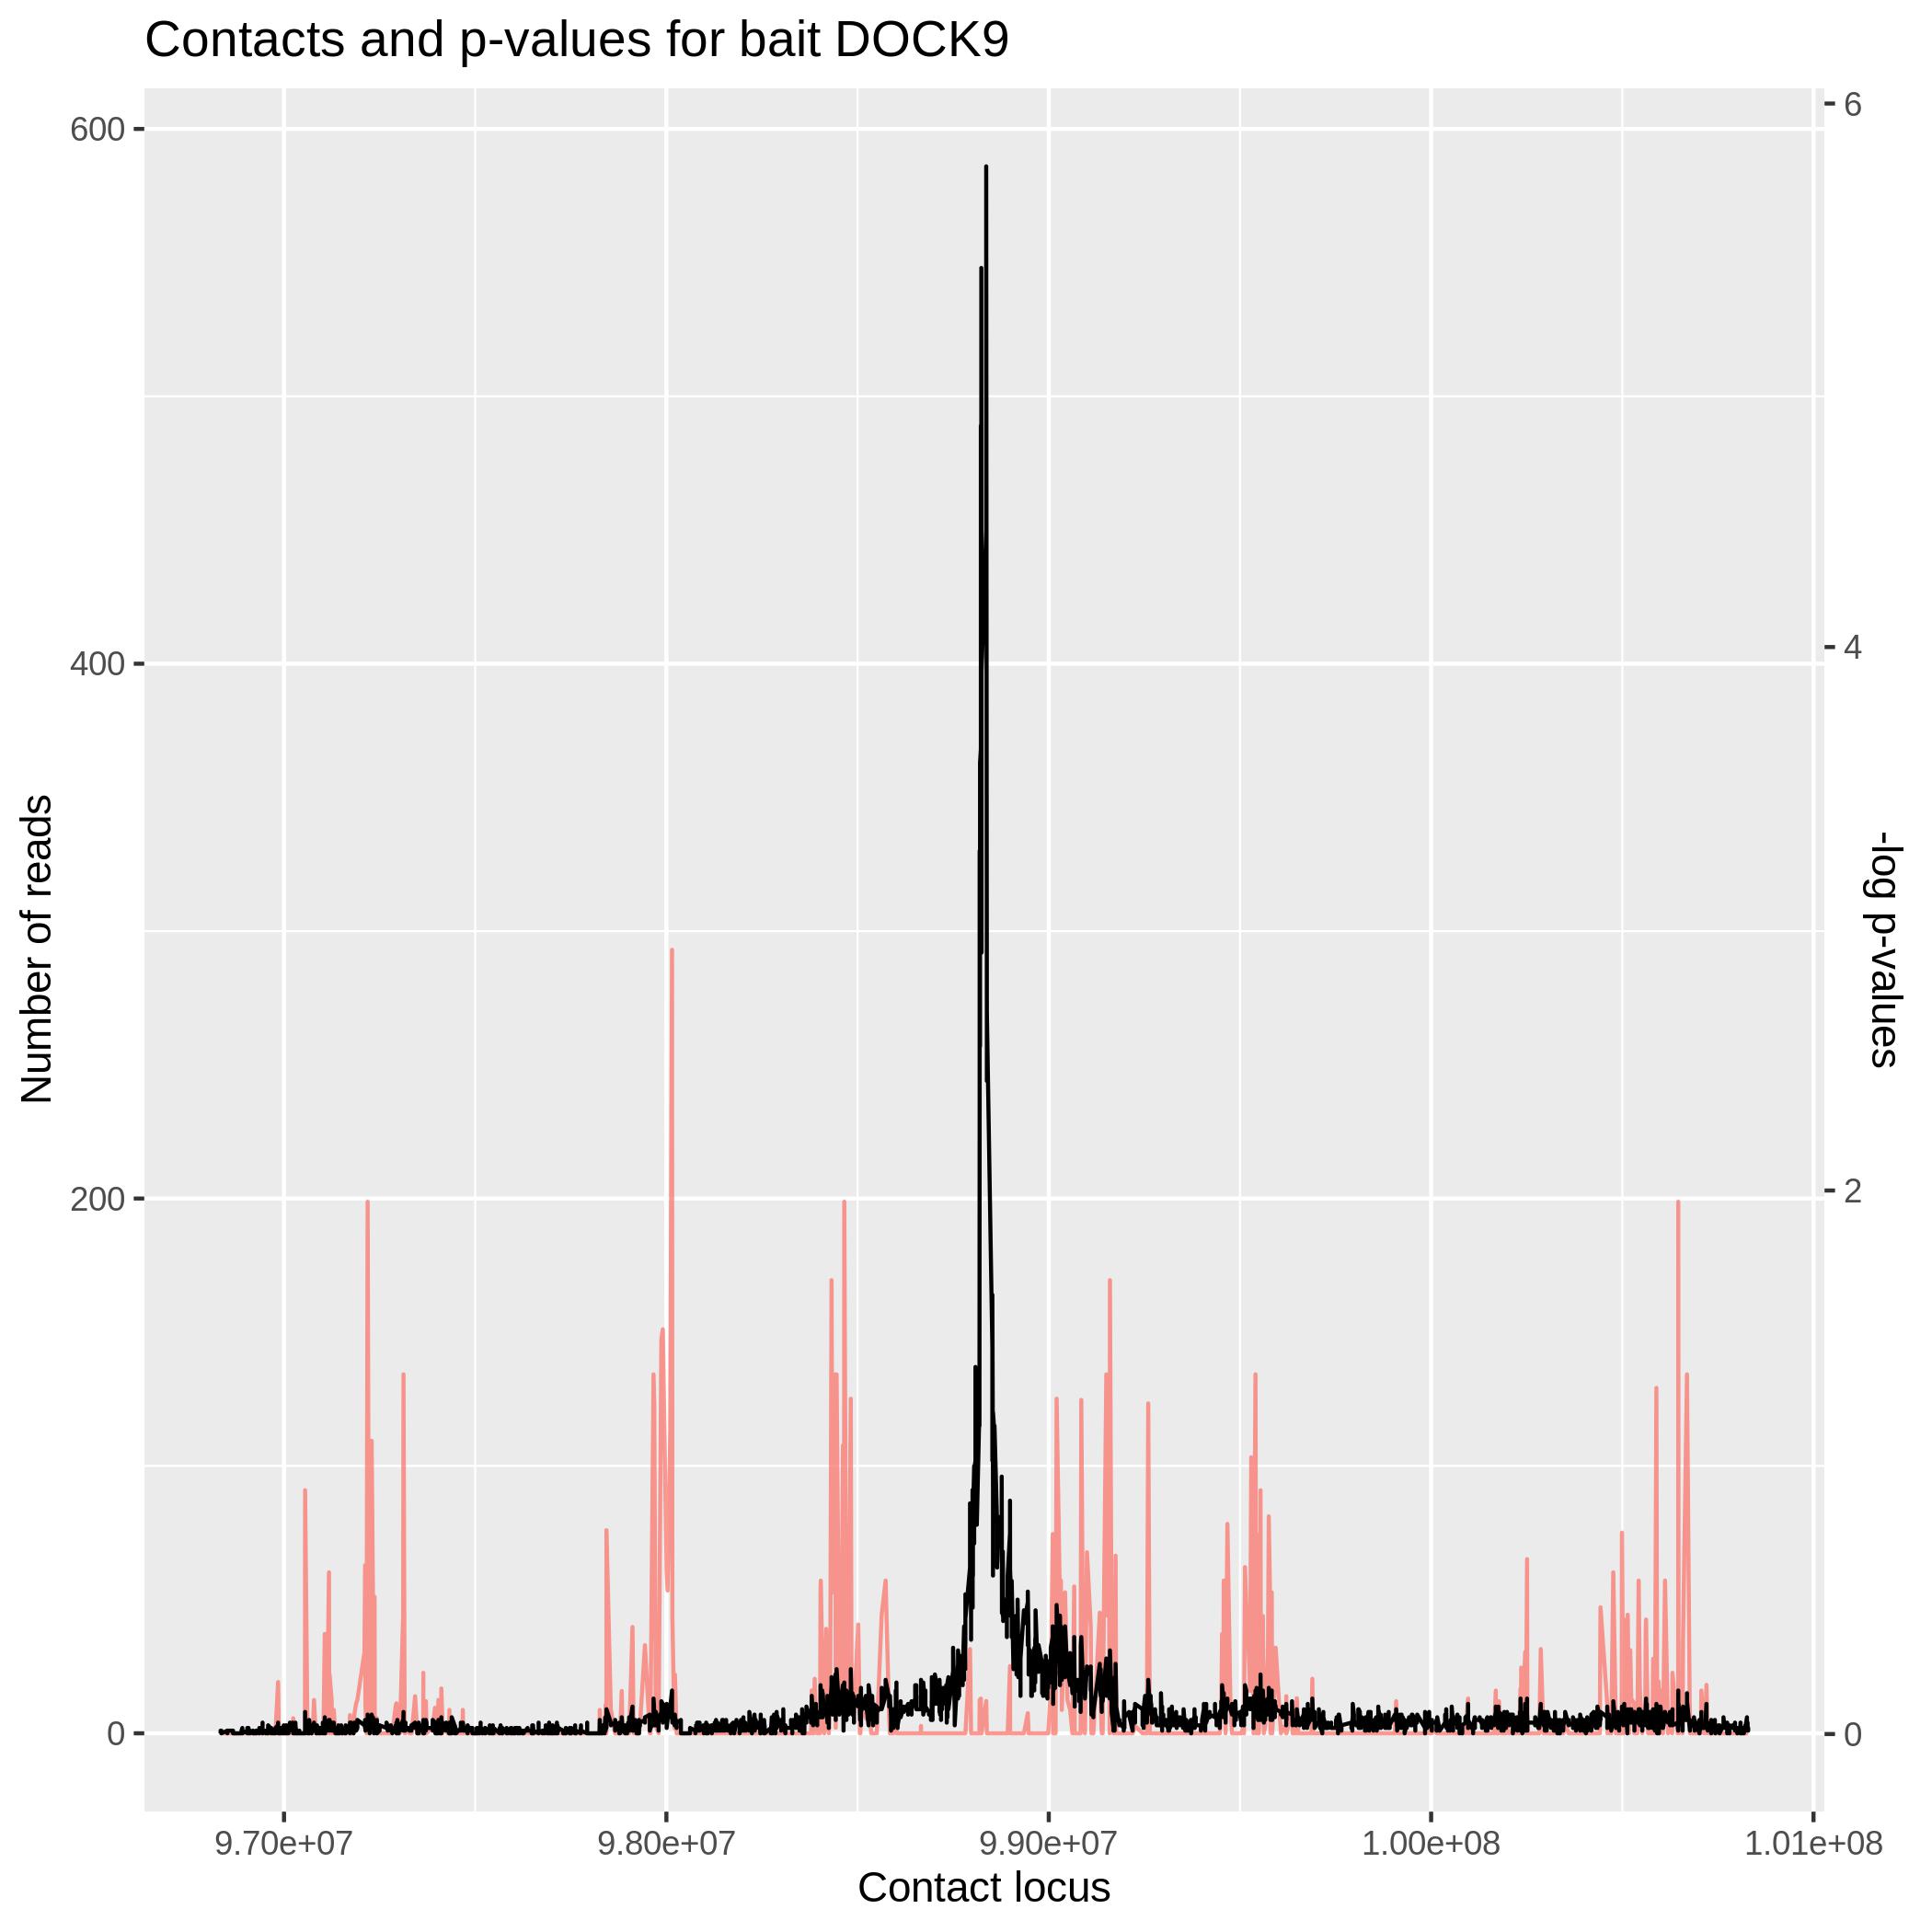 Contacts and p-values for bait DOCK9
600
400
200
0
Number of reads
6
4
2
0
-log p-values
9.70e+07 9.80e+07 9.90e+07 1.00e+08 1.01e+08
Contact locus